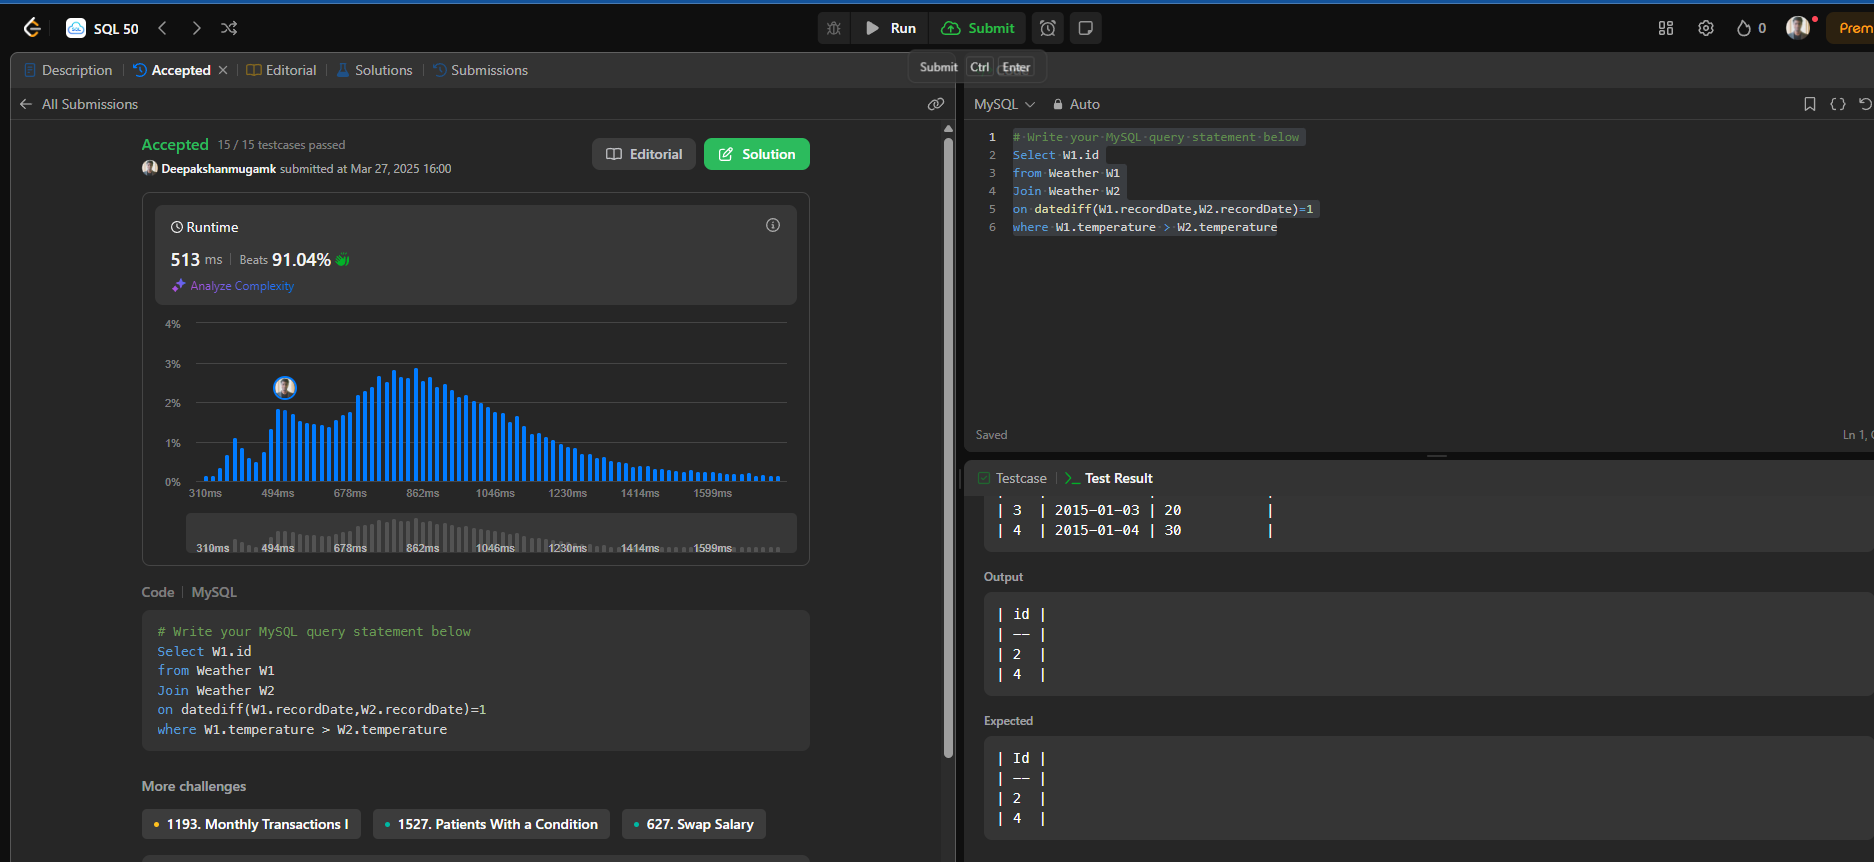 SQL 50
Run
Submit
0
Prem
Description
Accepted
Editorial
Solutions
Submissions
Submit Ctrl Enter
All Submissions
Accepted 15 / 15 testcases passed
Deepakshanmugamk submitted at Mar 27, 2025 16:00
Editorial
Solution
Runtime
513 ms Beats 91.04%
Analyze Complexity
4%
3%
2%
1%
0%
310ms 494ms 678ms 862ms 1046ms 1230ms 1414ms 1599ms
310ms 494ms 678ms 862ms 1046ms 1230ms 1414ms 1599ms
Code MySQL
# Write your MySQL query statement below
Select W1.id
from Weather W1
Join Weather W2
on datediff(W1.recordDate,W2.recordDate)=1
where W1.temperature > W2.temperature
More challenges
1193. Monthly Transactions I
1527. Patients With a Condition
627. Swap Salary
MySQL Auto
1 # Write your MySQL query statement below
2 Select W1.id
3 from Weather W1
4 Join Weather W2
5 on datediff(W1.recordDate,W2.recordDate)=1
6 where W1.temperature > W2.temperature
Saved
Ln 1,
Testcase
>_ Test Result
| 3 | 2015-01-03 | 20 |
| 4 | 2015-01-04 | 30 |
Output
| id |
| -- |
| 2 |
| 4 |
Expected
| Id |
| -- |
| 2 |
| 4 |